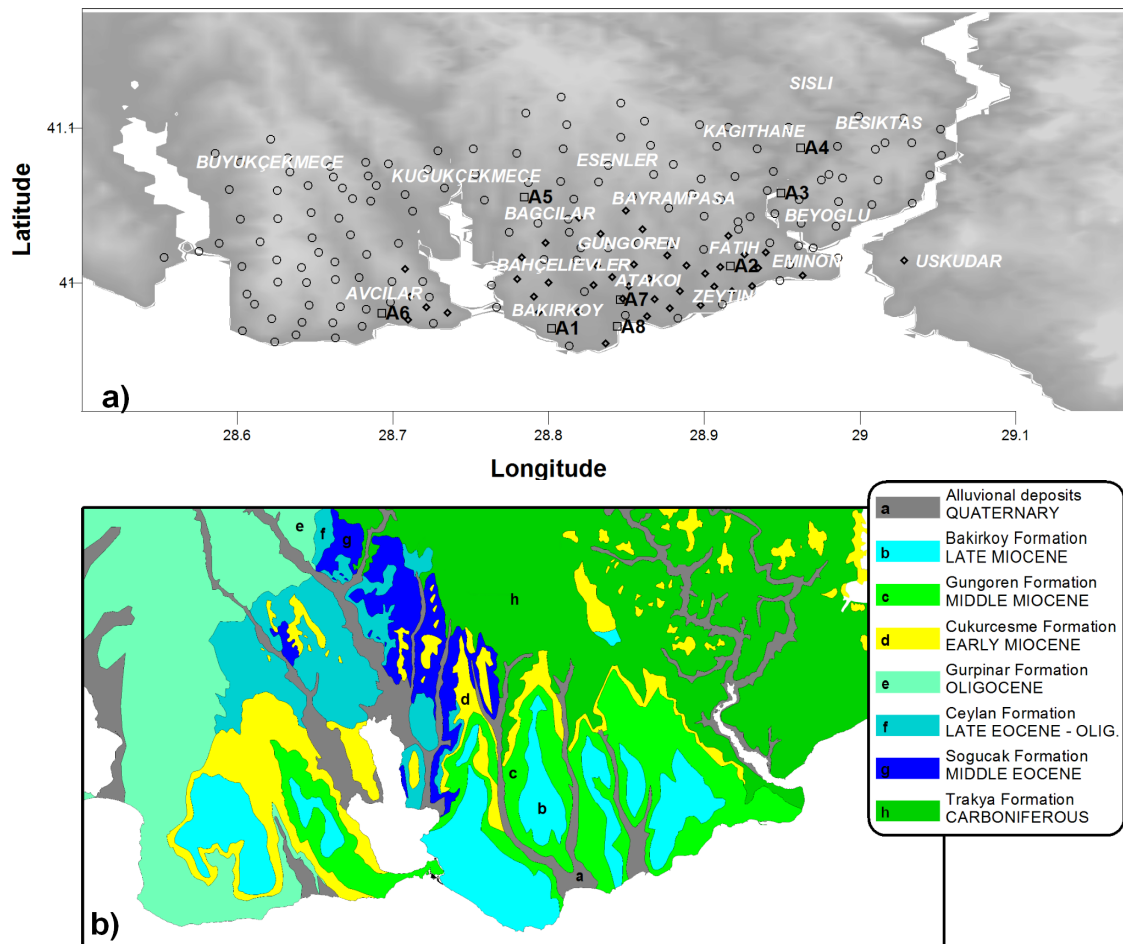 SISLI
41.1
KAGITHANE
BESIKTAS
A4
BÜYÜKÇEKMECE
ESENLER
KUGUKÇEKMECE
A5
BAYRAMPASA
A3
BAGCILAR
BEYOGLU
Latitude
GUNGOREN
FATIH
BAHÇELIEVLER
A2
EMINÖN
USKUDAR
41
ATAKOI
AVCILAR
ZEYTIN
A7
A6
BAKIRKOY
A1
A8
a)
28.6 28.7 28.8 28.9 29 29.1
Longitude
e
f
g
h
d
c
b
a
b)
a Alluvional deposits
QUATERNARY
b Bakirkoy Formation
LATE MIOCENE
c Gungoren Formation
MIDDLE MIOCENE
d Cukurcesme Formation
EARLY MIOCENE
e Gurpinar Formation
OLIGOCENE
f Ceylan Formation
LATE EOCENE - OLIG.
g Sogucak Formation
MIDDLE EOCENE
h Trakya Formation
CARBONIFEROUS